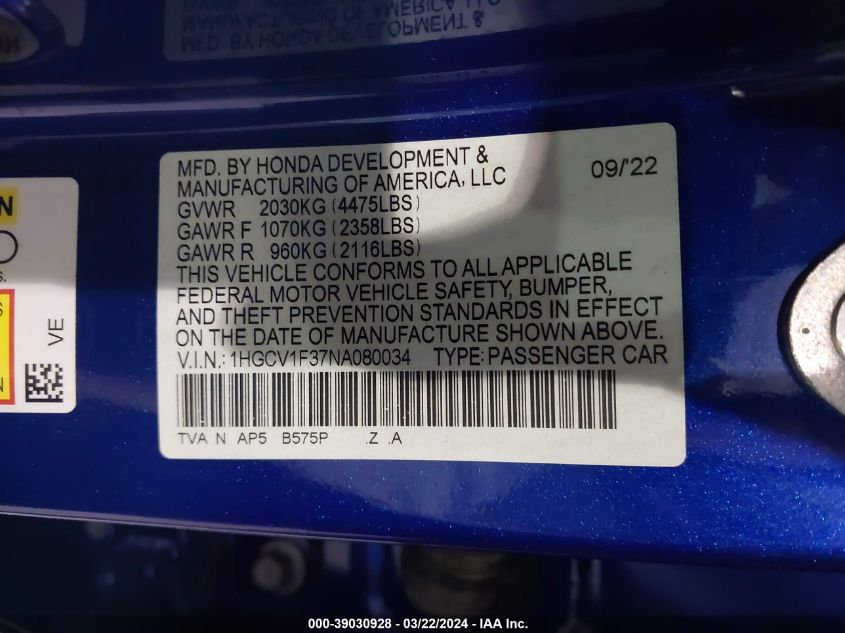 MFD. BY HONDA DEVELOPMENT &
MANUFACTURING OF AMERICA, LLC
09/'22
GVWR 2030KG (4475LBS)
GAWR F 1070KG (2358LBS)
GAWR R 960KG (2116LBS)
THIS VEHICLE CONFORMS TO ALL APPLICABLE
FEDERAL MOTOR VEHICLE SAFETY, BUMPER,
AND THEFT PREVENTION STANDARDS IN EFFECT
ON THE DATE OF MANUFACTURE SHOWN ABOVE.
V.I.N.: 1HGCV1F37NA080034 TYPE: PASSENGER CAR
TVA N AP5 B575P .Z .A
VE
000-39030928 - 03/22/2024 - IAA Inc.